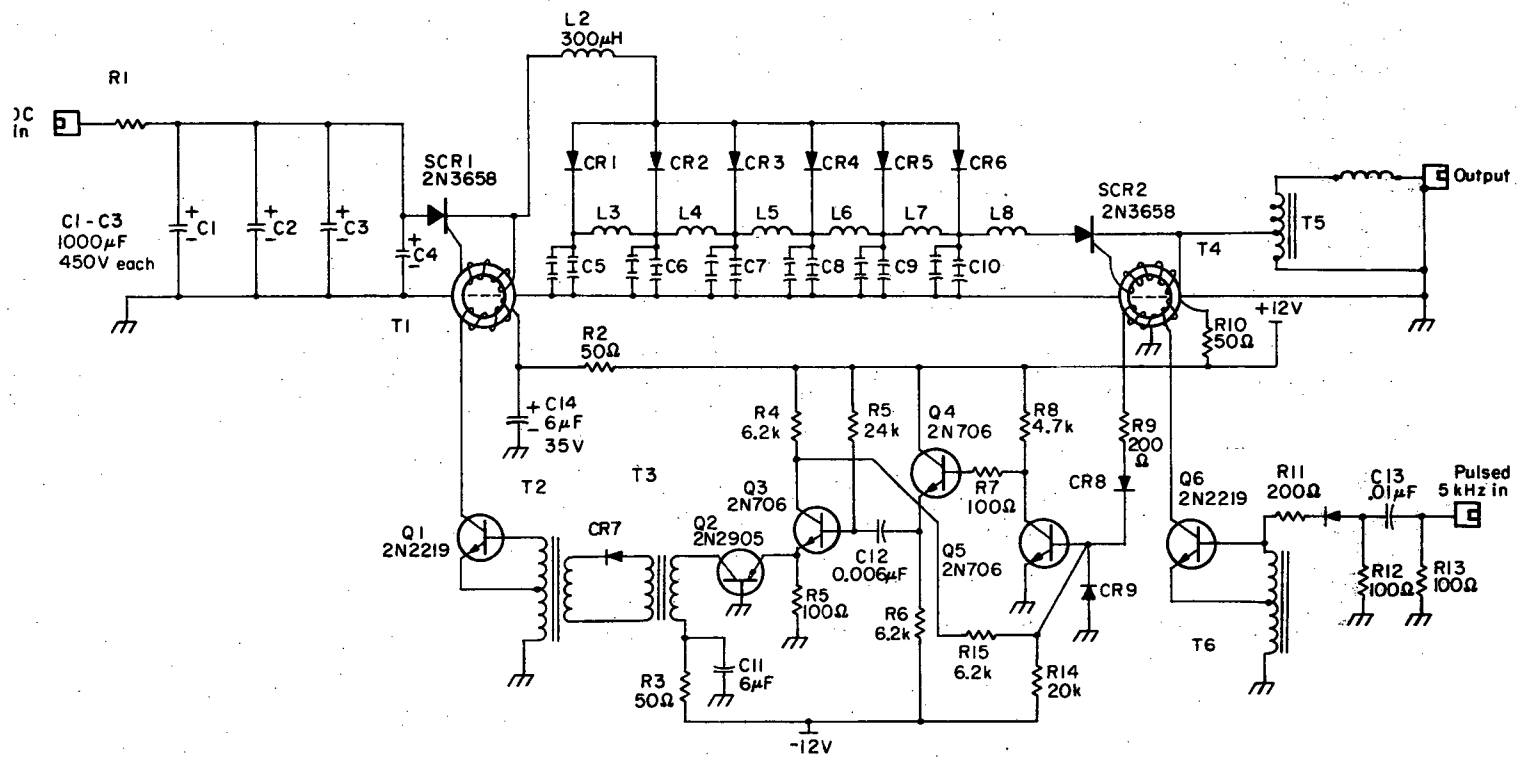 L2
300μH
R1
DC
in
SCR1
2N3658
CR1
CR2
CR3
CR4
CR5
CR6
SCR2
2N3658
Output
L3
L4
L5
L6
L7
L8
T4
T5
C1-C3
1000μF
450V each
+
-
C1
+
-
C2
+
-
C3
+
-
C4
C5
C6
C7
C8
C9
C10
T1
+12V
R10
50Ω
R2
50Ω
+
-
C14
6μF
35V
R4
6.2k
R5
24k
Q4
2N706
R8
4.7k
R9
200
Ω
T2
T3
Q3
2N706
R7
100Ω
CR8
Q6
2N2219
R11
200Ω
C13
.01μF
Pulsed
5kHz in
Q1
2N2219
CR7
Q2
2N2905
C12
0.006μF
Q5
2N706
R5
100Ω
R6
6.2k
CR9
R12
100Ω
R13
100Ω
R15
6.2k
T6
R3
50Ω
C11
6μF
R14
20k
-12V